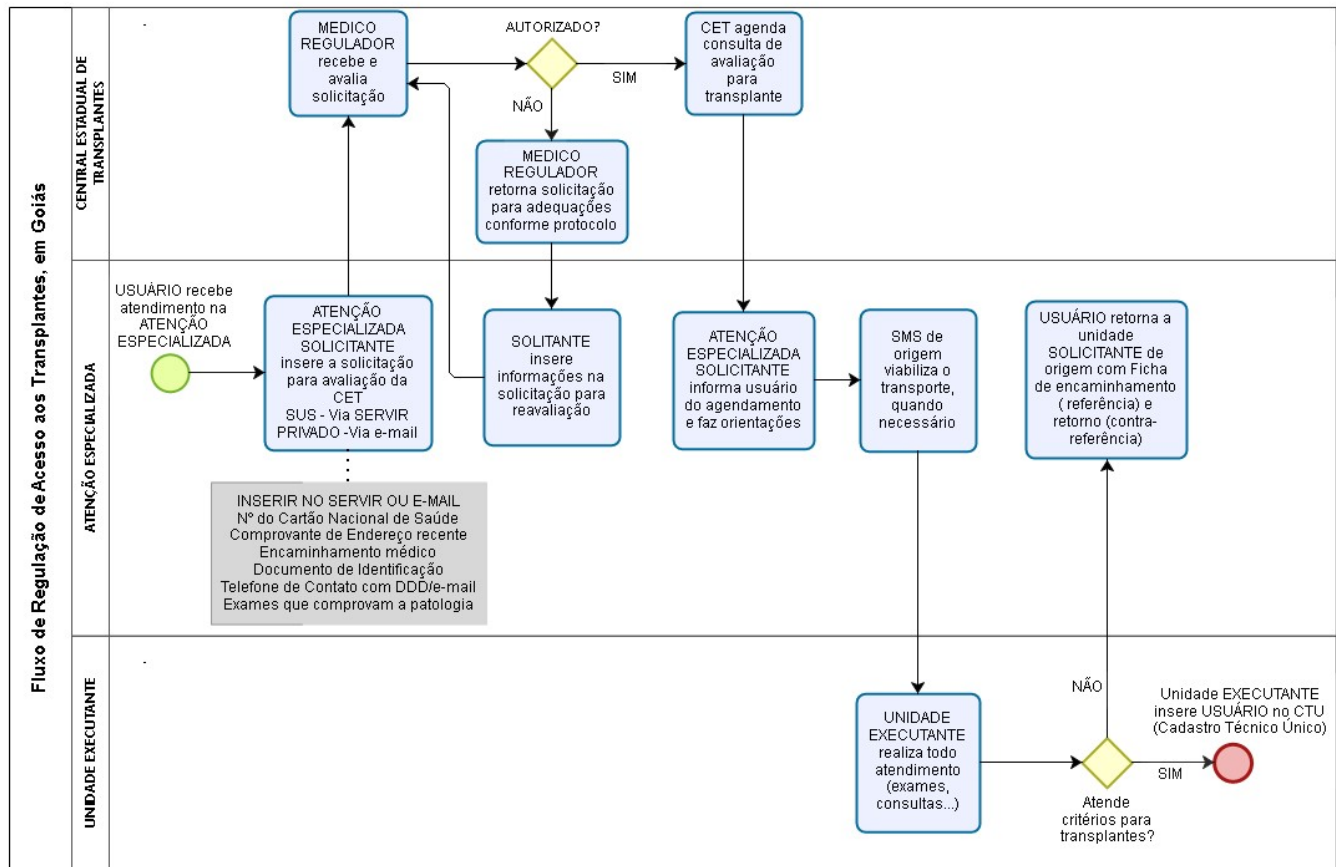 Fluxo de Regulação de Acesso aos Transplantes, em Goiás
CENTRAL ESTADUAL DE
TRANSPLANTES
MEDICO
REGULADOR
recebe e
avalia
solicitação
AUTORIZADO?
SIM
NÃO
CET agenda
consulta de
avaliação
para
transplante
MEDICO
REGULADOR
retorna solicitação
para adequações
conforme protocolo
ATENÇÃO ESPECIALIZADA
USUÁRIO recebe
atendimento na
ATENÇÃO
ESPECIALIZADA
ATENÇÃO
ESPECIALIZADA
SOLICITANTE
insere a solicitação
para avaliação da
CET
SUS - Via SERVIR
PRIVADO -Via e-mail
SOLITANTE
insere
informações na
solicitação para
reavaliação
ATENÇÃO
ESPECIALIZADA
SOLICITANTE
informa usuário
do agendamento
e faz orientações
SMS de
origem
viabiliza o
transporte,
quando
necessário
USUÁRIO retorna a
unidade
SOLICITANTE de
origem com Ficha
de encaminhamento
( referência) e
retorno (contra-
referência)
INSERIR NO SERVIR OU E-MAIL
Nº do Cartão Nacional de Saúde
Comprovante de Endereço recente
Encaminhamento médico
Documento de Identificação
Telefone de Contato com DDD/e-mail
Exames que comprovam a patologia
UNIDADE EXECUTANTE
UNIDADE
EXECUTANTE
realiza todo
atendimento
(exames,
consultas...)
NÃO
Atende
critérios para
transplantes?
SIM
Unidade EXECUTANTE
insere USUÁRIO no CTU
(Cadastro Técnico Único)